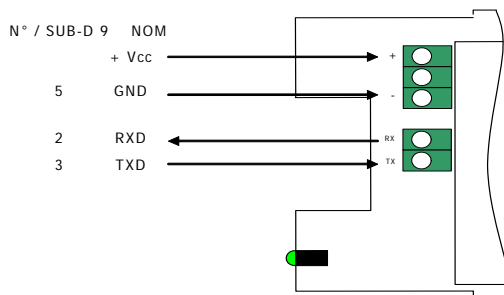 N° / SUB-D 9 NOM
+ Vcc +
5 GND -
2 RXD RX
3 TXD TX